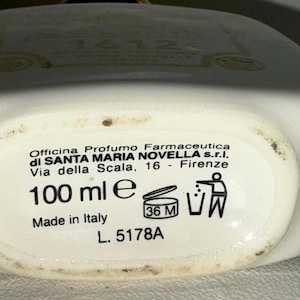 1612
Officina Profumo Farmaceutica
di SANTA MARIA NOVELLA s.r.l.
Via della Scala, 16 - Firenze
100 ml ℮
36 M
Made in Italy
L. 5178A